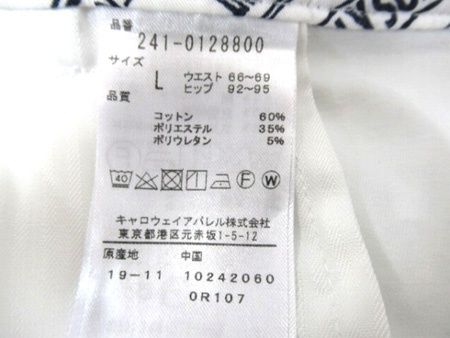 品番
241-0128800
サイズ
L ウエスト 66~69
ヒップ 92~95
品質
コットン 60%
ポリエステル 35%
ポリウレタン 5%
40 F W
キャロウェイアパレル株式会社
東京都港区元赤坂1-5-12
原産地 中国
19-11 10242060
0R107